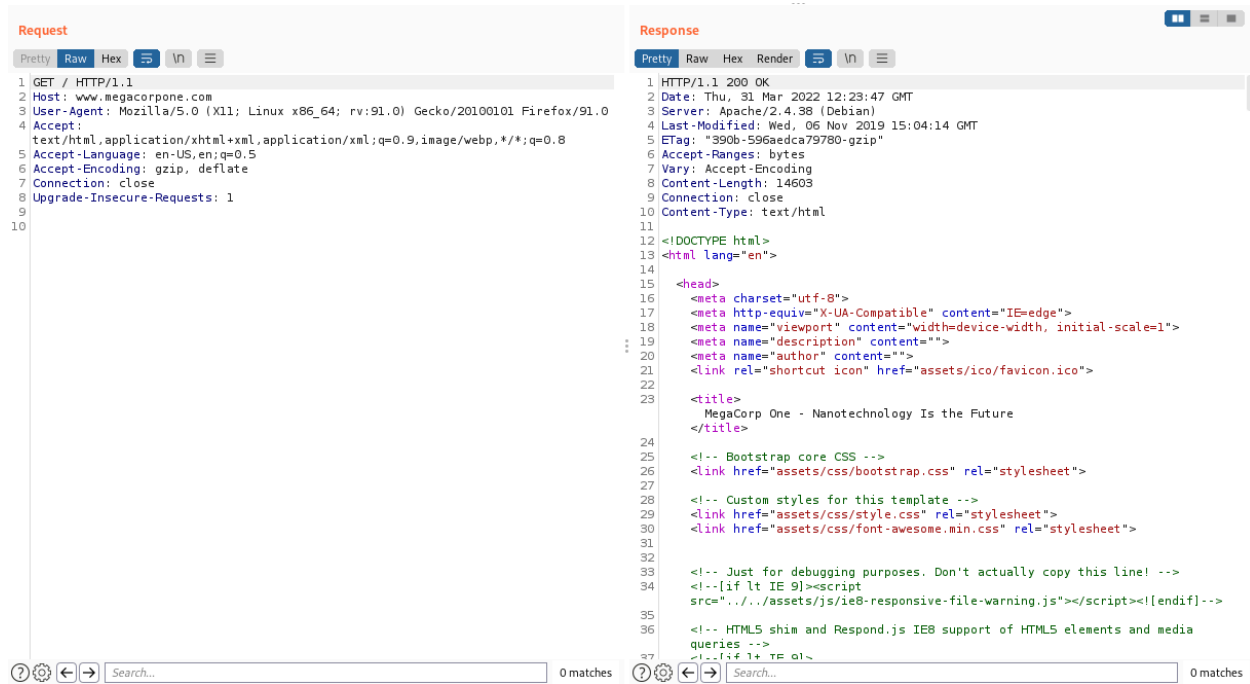 Request
Pretty Raw Hex \n
1 GET / HTTP/1.1
2 Host: www.megacorpone.com
3 User-Agent: Mozilla/5.0 (X11; Linux x86_64; rv:91.0) Gecko/20100101 Firefox/91.0
4 Accept:
text/html,application/xhtml+xml,application/xml;q=0.9,image/webp,*/*;q=0.8
5 Accept-Language: en-US,en;q=0.5
6 Accept-Encoding: gzip, deflate
7 Connection: close
8 Upgrade-Insecure-Requests: 1
9
10
Search...
0 matches
Response
Pretty Raw Hex Render \n
1 HTTP/1.1 200 OK
2 Date: Thu, 31 Mar 2022 12:23:47 GMT
3 Server: Apache/2.4.38 (Debian)
4 Last-Modified: Wed, 06 Nov 2019 15:04:14 GMT
5 ETag: "390b-596aedca79780-gzip"
6 Accept-Ranges: bytes
7 Vary: Accept-Encoding
8 Content-Length: 14603
9 Connection: close
10 Content-Type: text/html
11
12 <!DOCTYPE html>
13 <html lang="en">
14
15 <head>
16 <meta charset="utf-8">
17 <meta http-equiv="X-UA-Compatible" content="IE=edge">
18 <meta name="viewport" content="width=device-width, initial-scale=1">
19 <meta name="description" content="">
20 <meta name="author" content="">
21 <link rel="shortcut icon" href="assets/ico/favicon.ico">
22
23 <title>
MegaCorp One - Nanotechnology Is the Future
</title>
24
25 <!-- Bootstrap core CSS -->
26 <link href="assets/css/bootstrap.css" rel="stylesheet">
27
28 <!-- Custom styles for this template -->
29 <link href="assets/css/style.css" rel="stylesheet">
30 <link href="assets/css/font-awesome.min.css" rel="stylesheet">
31
32
33 <!-- Just for debugging purposes. Don't actually copy this line! -->
34 <!--[if lt IE 9]><script
src="../../assets/js/ie8-responsive-file-warning.js"></script><![endif]-->
35
36 <!-- HTML5 shim and Respond.js IE8 support of HTML5 elements and media
queries -->
37 <!--[if lt IE 9]>
Search...
0 matches